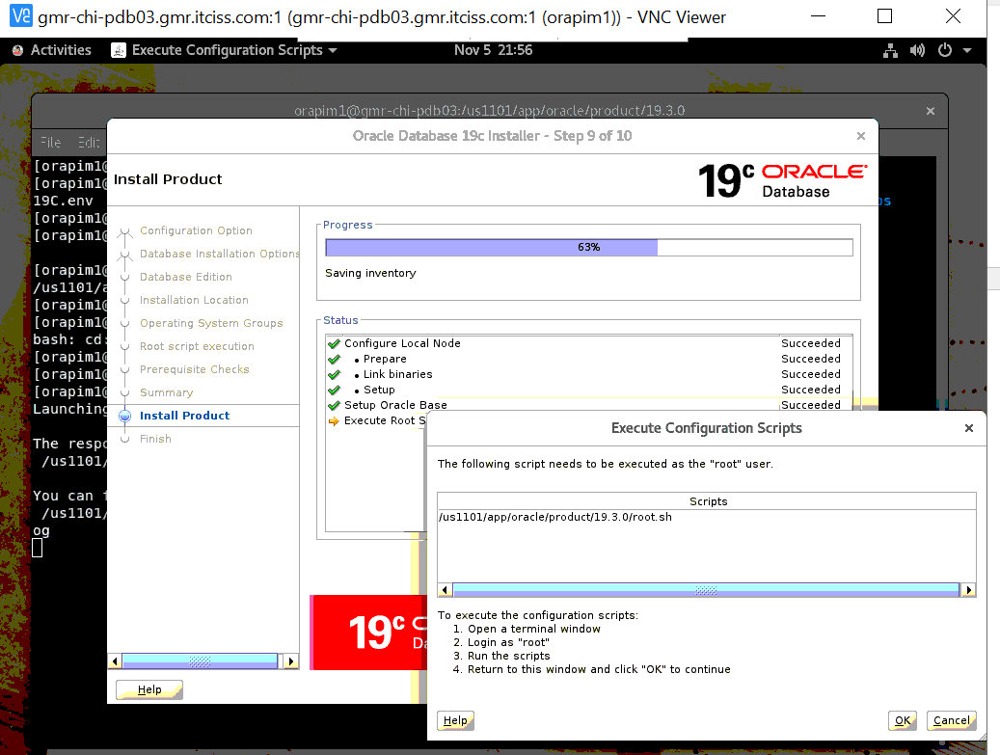 gmr-chi-pdb03.gmr.itciss.com:1 (gmr-chi-pdb03.gmr.itciss.com:1 (orapim1)) - VNC Viewer
Activities Execute Configuration Scripts Nov 5 21:56
orapim1@gmr-chi-pdb03:/us1101/app/oracle/product/19.3.0
File Edit
Oracle Database 19c Installer - Step 9 of 10
[orapim1@
[orapim1@
19C.env
[orapim1@
[orapim1@
[orapim1@
/us1101/a
[orapim1@
[orapim1@
bash: cd:
[orapim1@
[orapim1@
[orapim1@
Launching
The resp
/us1101/
You can f
/us1101/
og
Install Product
19c ORACLE
Database
Configuration Option
Database Installation Options
Database Edition
Installation Location
Operating System Groups
Root script execution
Prerequisite Checks
Summary
Install Product
Finish
Progress
63%
Saving inventory
Status
Configure Local Node Succeeded
• Prepare Succeeded
• Link binaries Succeeded
• Setup Succeeded
Setup Oracle Base Succeeded
Execute Root S
19c
Da
Help
Execute Configuration Scripts
The following script needs to be executed as the "root" user.
Scripts
/us1101/app/oracle/product/19.3.0/root.sh
To execute the configuration scripts:
1. Open a terminal window
2. Login as "root"
3. Run the scripts
4. Return to this window and click "OK" to continue
Help OK Cancel